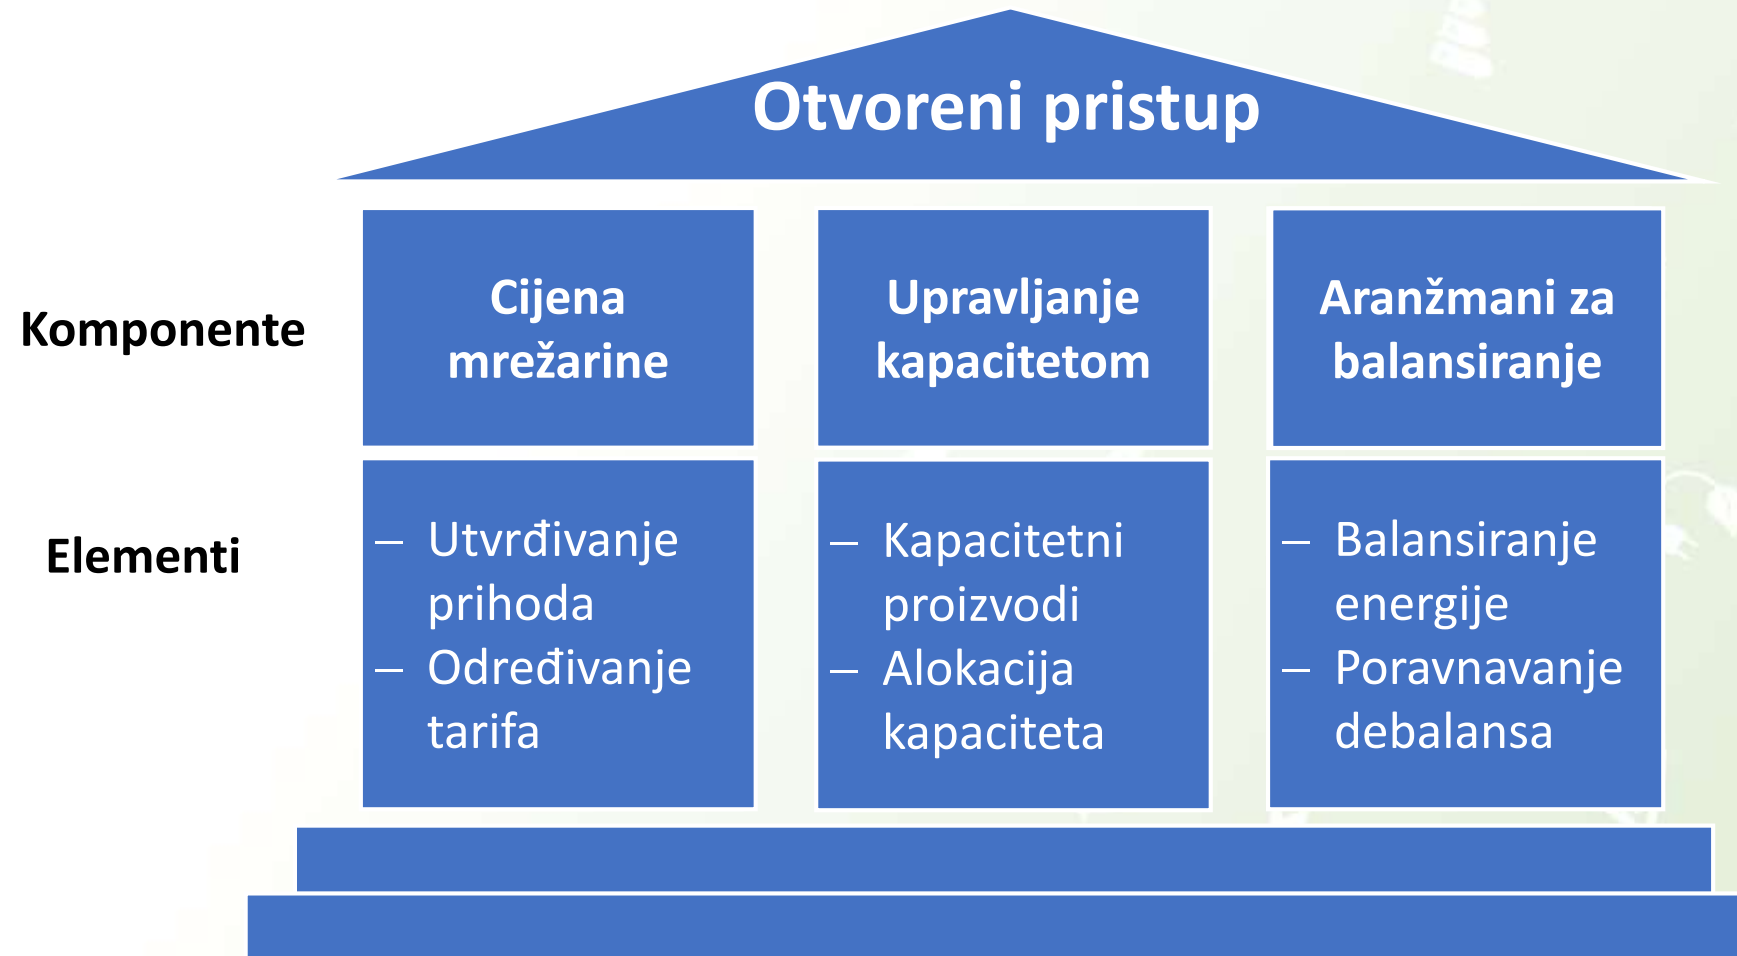 Otvoreni pristup
Komponente
Cijena
mrežarine
Upravljanje
kapacitetom
Aranžmani za
balansiranje
Elementi
– Utvrđivanje
prihoda
– Određivanje
tarifa
– Kapacitetni
proizvodi
– Alokacija
kapaciteta
– Balansiranje
energije
– Poravnavanje
debalansa